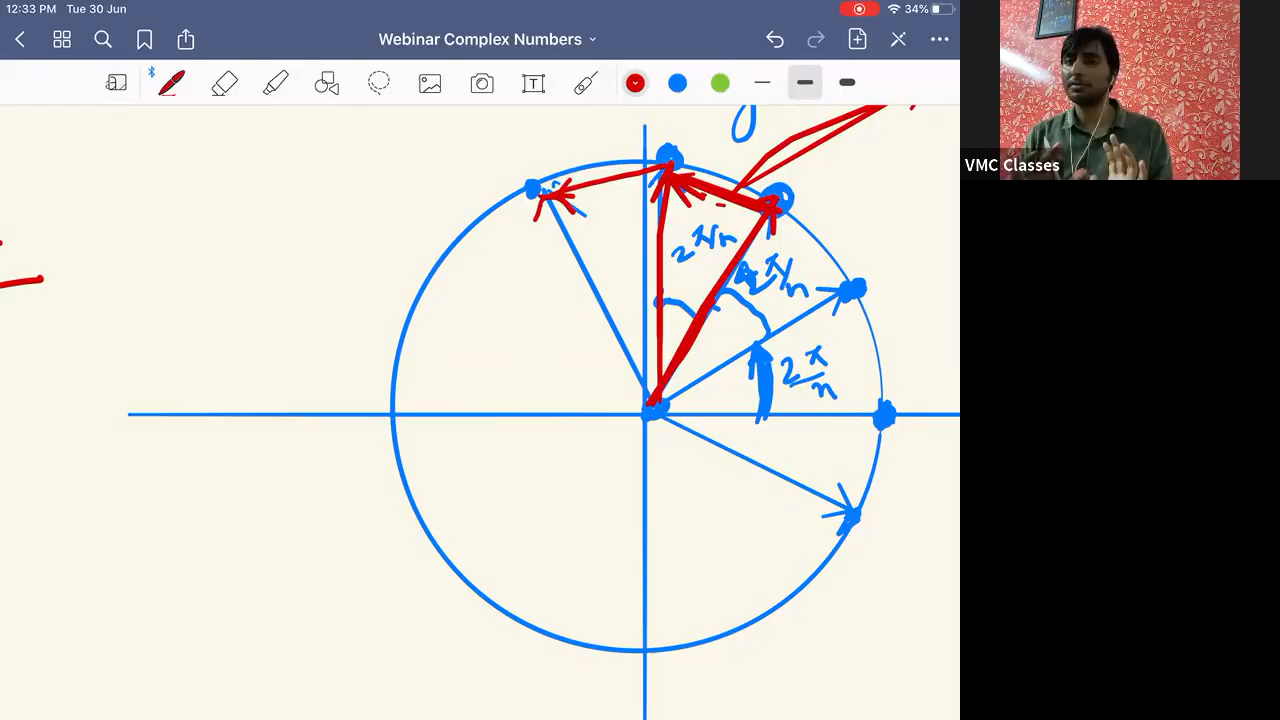 12:33 PM Tue 30 Jun
34%
Webinar Complex Numbers
T
VMC Classes
2π/n
2π/n
2π/n